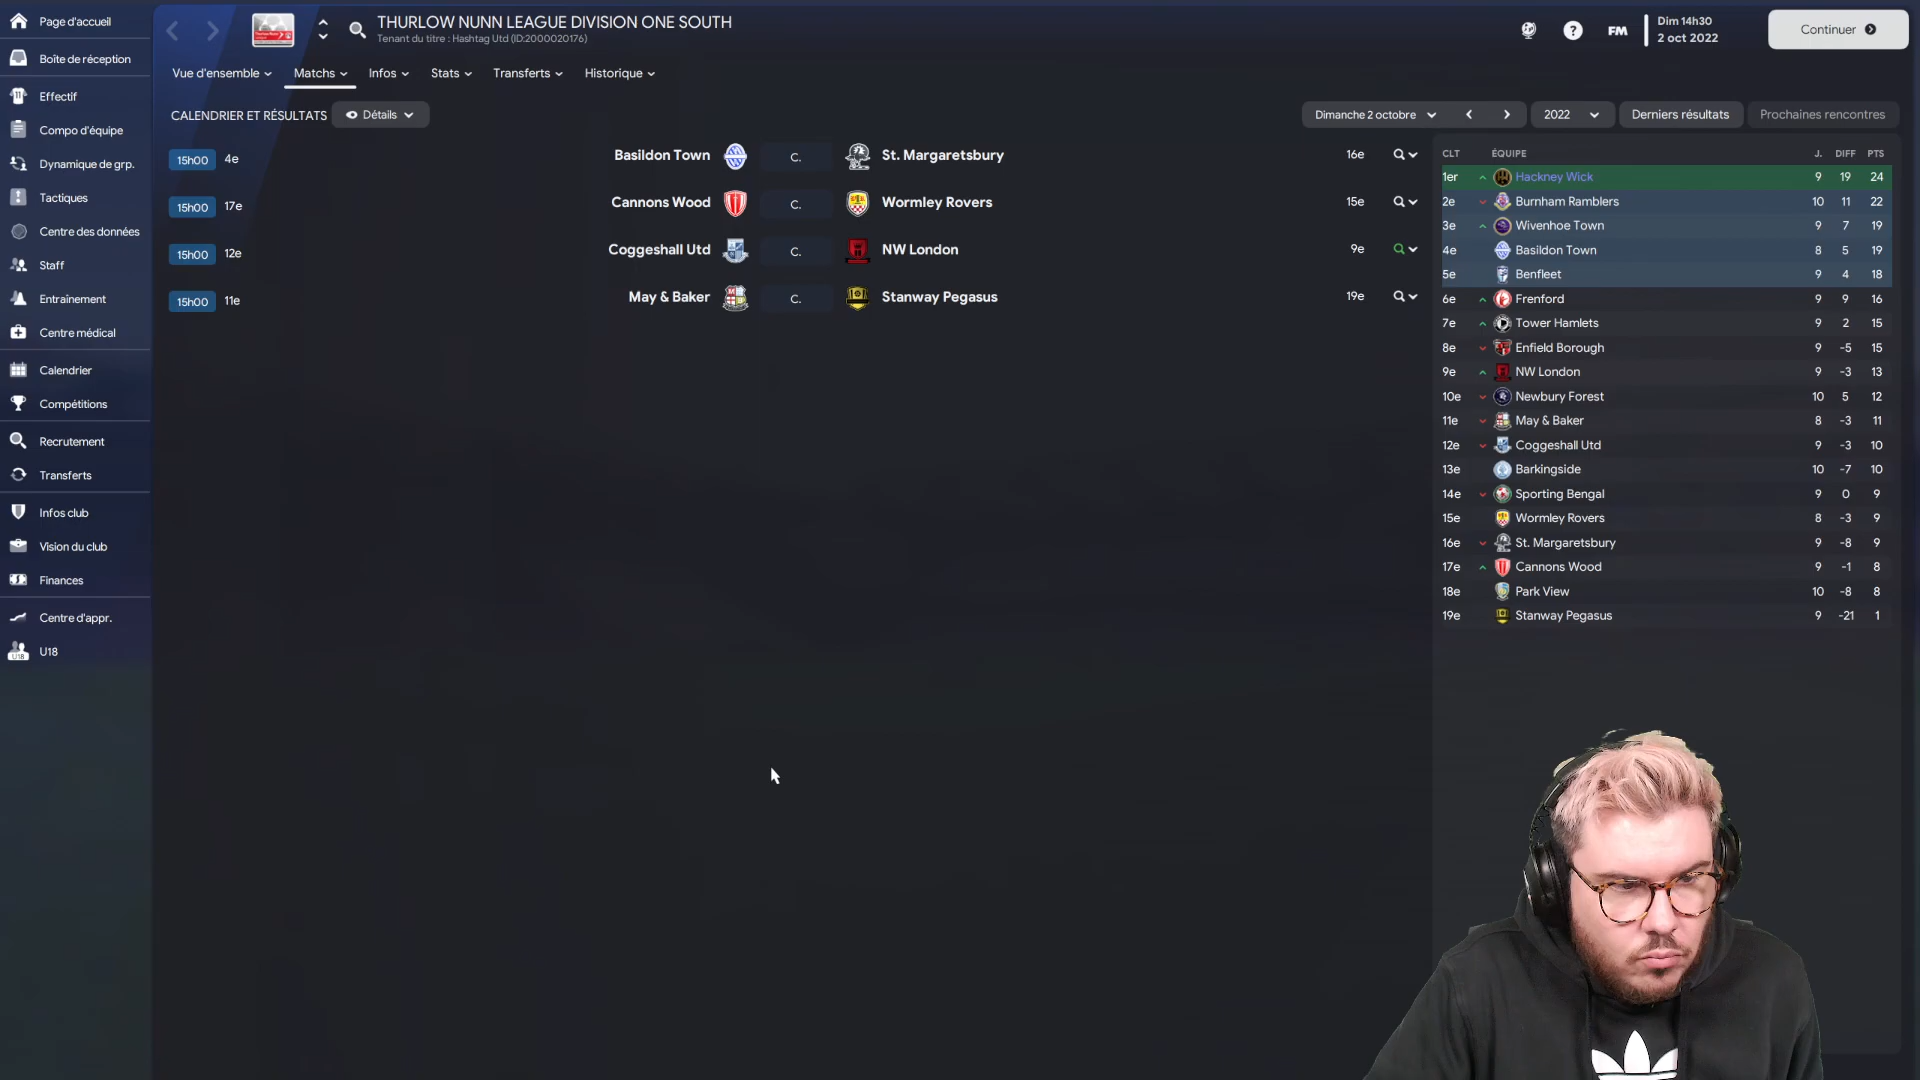 Page d'accueil
Boîte de réception
Effectif
Compo d'équipe
Dynamique de grp.
Tactiques
Centre des données
Staff
Entraînement
Centre médical
Calendrier
Compétitions
Recrutement
Transferts
Infos club
Vision du club
Finances
Centre d'appr.
U18
THURLOW NUNN LEAGUE DIVISION ONE SOUTH
Tenant du titre : Hashtag Utd (ID:2000020176)
FM
Dim 14h30
2 oct 2022
Continuer
Vue d'ensemble Matchs Infos Stats Transferts Historique
CALENDRIER ET RÉSULTATS Détails
Dimanche 2 octobre 2022 Derniers résultats Prochaines rencontres
15h00 4e Basildon Town C. St. Margaretsbury 16e
15h00 17e Cannons Wood C. Wormley Rovers 15e
15h00 12e Coggeshall Utd C. NW London 9e
15h00 11e May & Baker C. Stanway Pegasus 19e
CLT ÉQUIPE J. DIFF PTS
1er Hackney Wick 9 19 24
2e Burnham Ramblers 10 11 22
3e Wivenhoe Town 9 7 19
4e Basildon Town 8 5 19
5e Benfleet 9 4 18
6e Frenford 9 9 16
7e Tower Hamlets 9 2 15
8e Enfield Borough 9 -5 15
9e NW London 9 -3 13
10e Newbury Forest 10 5 12
11e May & Baker 8 -3 11
12e Coggeshall Utd 9 -3 10
13e Barkingside 10 -7 10
14e Sporting Bengal 9 0 9
15e Wormley Rovers 8 -3 9
16e St. Margaretsbury 9 -8 9
17e Cannons Wood 9 -1 8
18e Park View 10 -8 8
19e Stanway Pegasus 9 -21 1